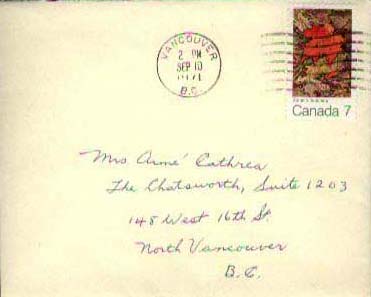 VANCOUVER
2 PM
SEP 10
1971
B.C.
Canada 7
Mrs Aimé Cathrea
The Chatsworth, Suite 1203
148 West 16th St.
North Vancouver
B.C.